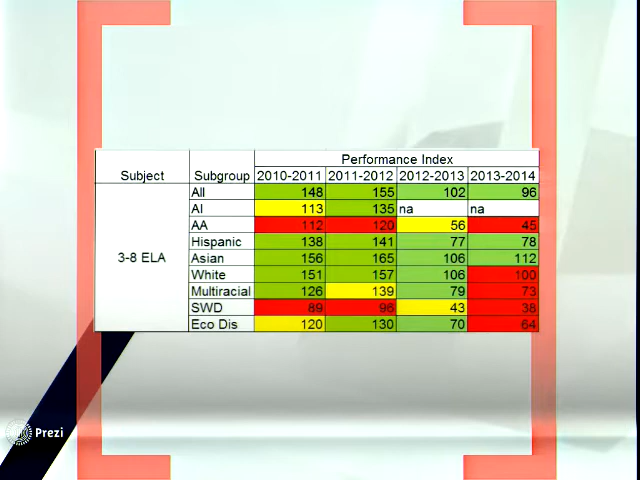 Performance Index
Subject Subgroup 2010-2011 2011-2012 2012-2013 2013-2014
All 148 155 102 96
AI 113 135 na na
AA 112 120 56 45
Hispanic 138 141 77 78
3-8 ELA Asian 156 165 106 112
White 151 157 106 100
Multiracial 126 139 79 73
SWD 89 96 43 38
Eco Dis 120 130 70 64
Prezi